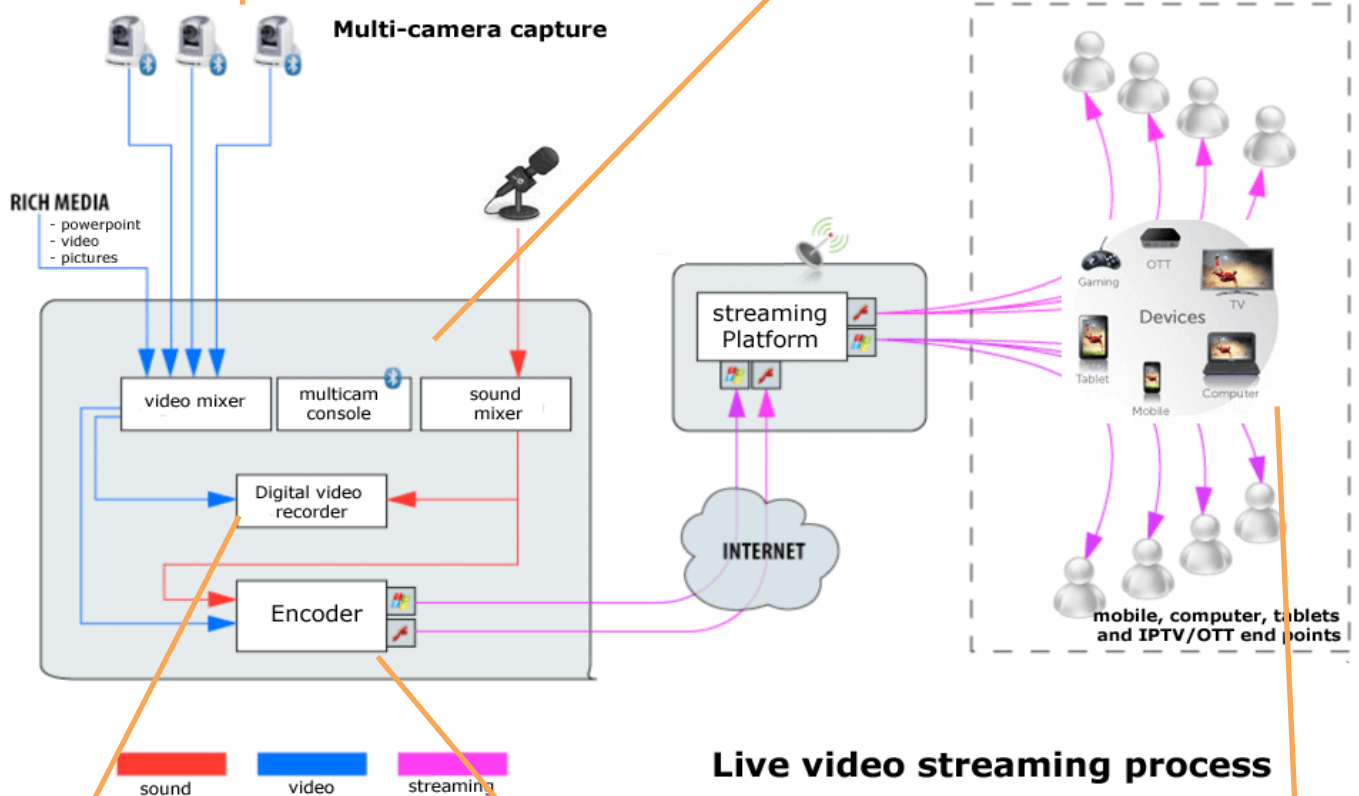 Multi-camera capture
RICH MEDIA
- powerpoint
- video
- pictures
video mixer
multicam
console
sound
mixer
Digital video
recorder
Encoder
INTERNET
streaming
Platform
Gaming
OTT
TV
Devices
Tablet
Mobile
Computer
mobile, computer, tablets
and IPTV/OTT end points
sound
video
streaming
Live video streaming process